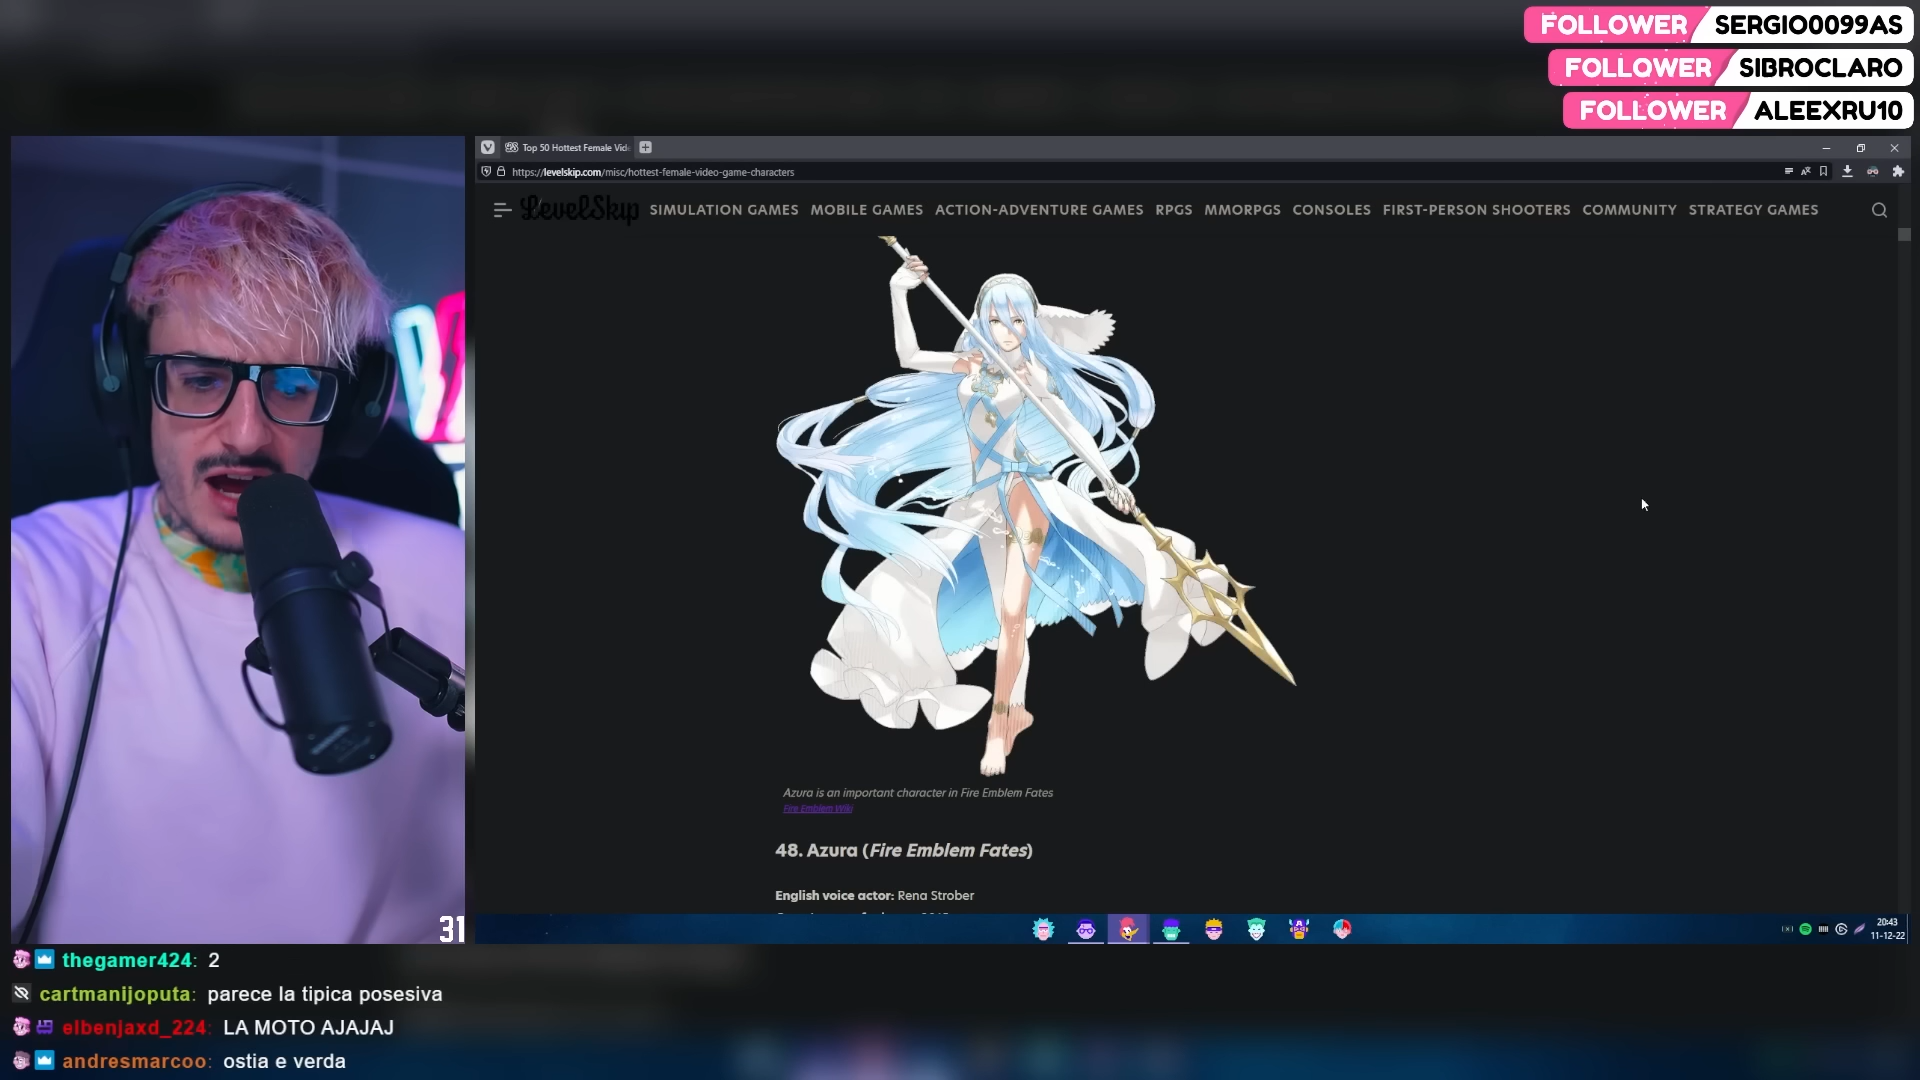 FOLLOWER SERGIO0099AS
FOLLOWER SIBROCLARO
FOLLOWER ALEEXRU10
Top 50 Hottest Female Vid
https://levelskip.com/misc/hottest-female-video-game-characters
LevelSkip SIMULATION GAMES MOBILE GAMES ACTION-ADVENTURE GAMES RPGS MMORPGS CONSOLES FIRST-PERSON SHOOTERS COMMUNITY STRATEGY GAMES
Azura is an important character in Fire Emblem Fates
Fire Emblem Wiki
48. Azura (Fire Emblem Fates)
English voice actor: Rena Strober
31
20:43
11-12-22
thegamer424: 2
cartmanijoputa: parece la tipica posesiva
elbenjaxd_224: LA MOTO AJAJAJ
andresmarcoo: ostia e verda